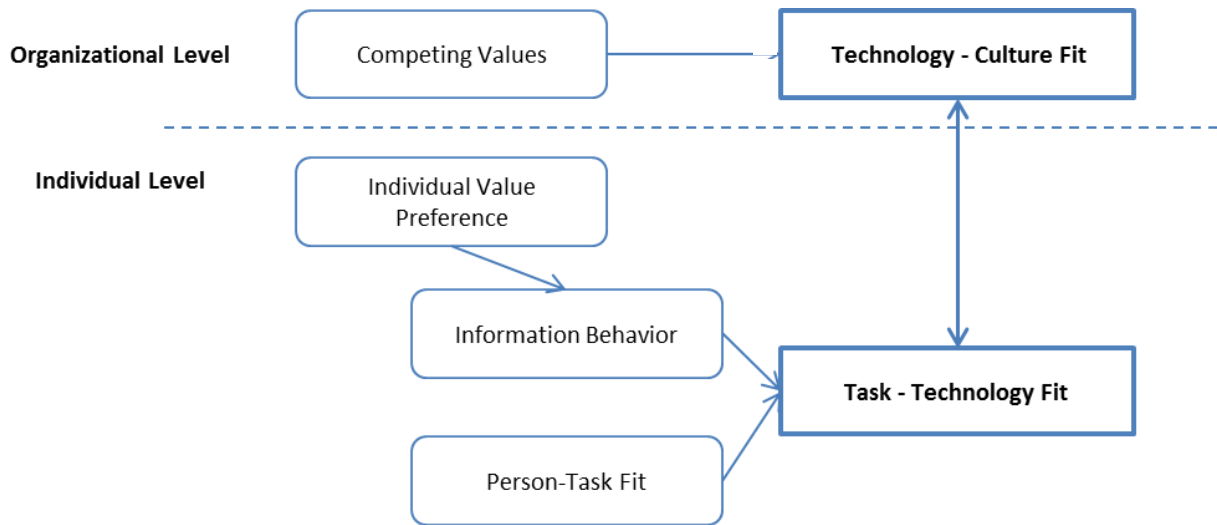 Organizational Level
Competing Values
Technology - Culture Fit
Individual Level
Individual Value
Preference
Information Behavior
Task - Technology Fit
Person-Task Fit